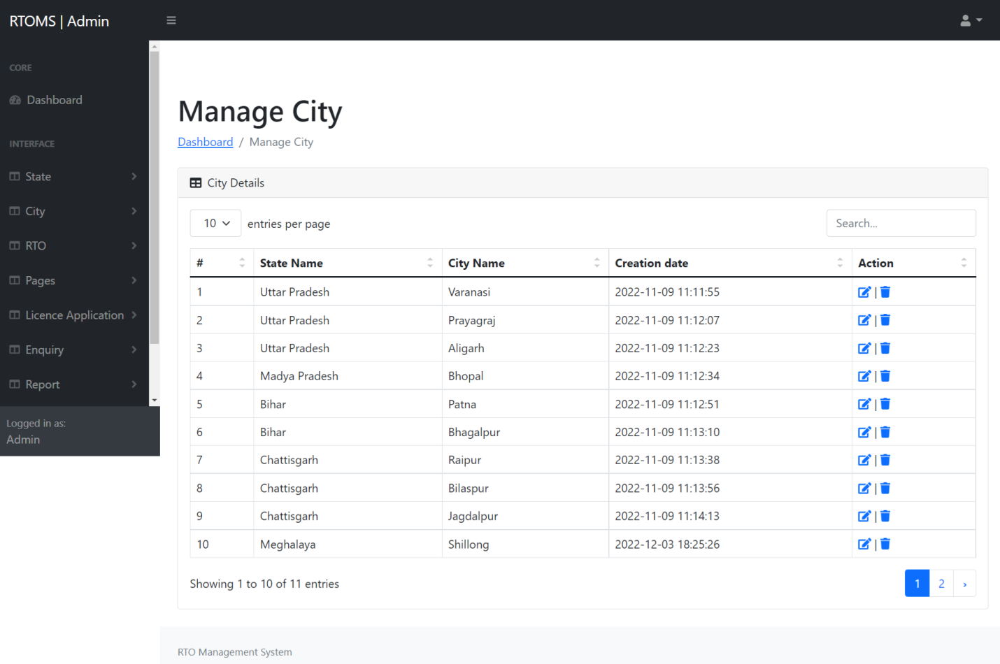 RTOMS | Admin
CORE
Dashboard
INTERFACE
State
City
RTO
Pages
Licence Application
Enquiry
Report
Logged in as:
Admin
Manage City
Dashboard / Manage City
City Details
10 entries per page
Search...
# State Name City Name Creation date Action
1 Uttar Pradesh Varanasi 2022-11-09 11:11:55 |
2 Uttar Pradesh Prayagraj 2022-11-09 11:12:07 |
3 Uttar Pradesh Aligarh 2022-11-09 11:12:23 |
4 Madya Pradesh Bhopal 2022-11-09 11:12:34 |
5 Bihar Patna 2022-11-09 11:12:51 |
6 Bihar Bhagalpur 2022-11-09 11:13:10 |
7 Chattisgarh Raipur 2022-11-09 11:13:38 |
8 Chattisgarh Bilaspur 2022-11-09 11:13:56 |
9 Chattisgarh Jagdalpur 2022-11-09 11:14:13 |
10 Meghalaya Shillong 2022-12-03 18:25:26 |
Showing 1 to 10 of 11 entries
1 2 ›
RTO Management System